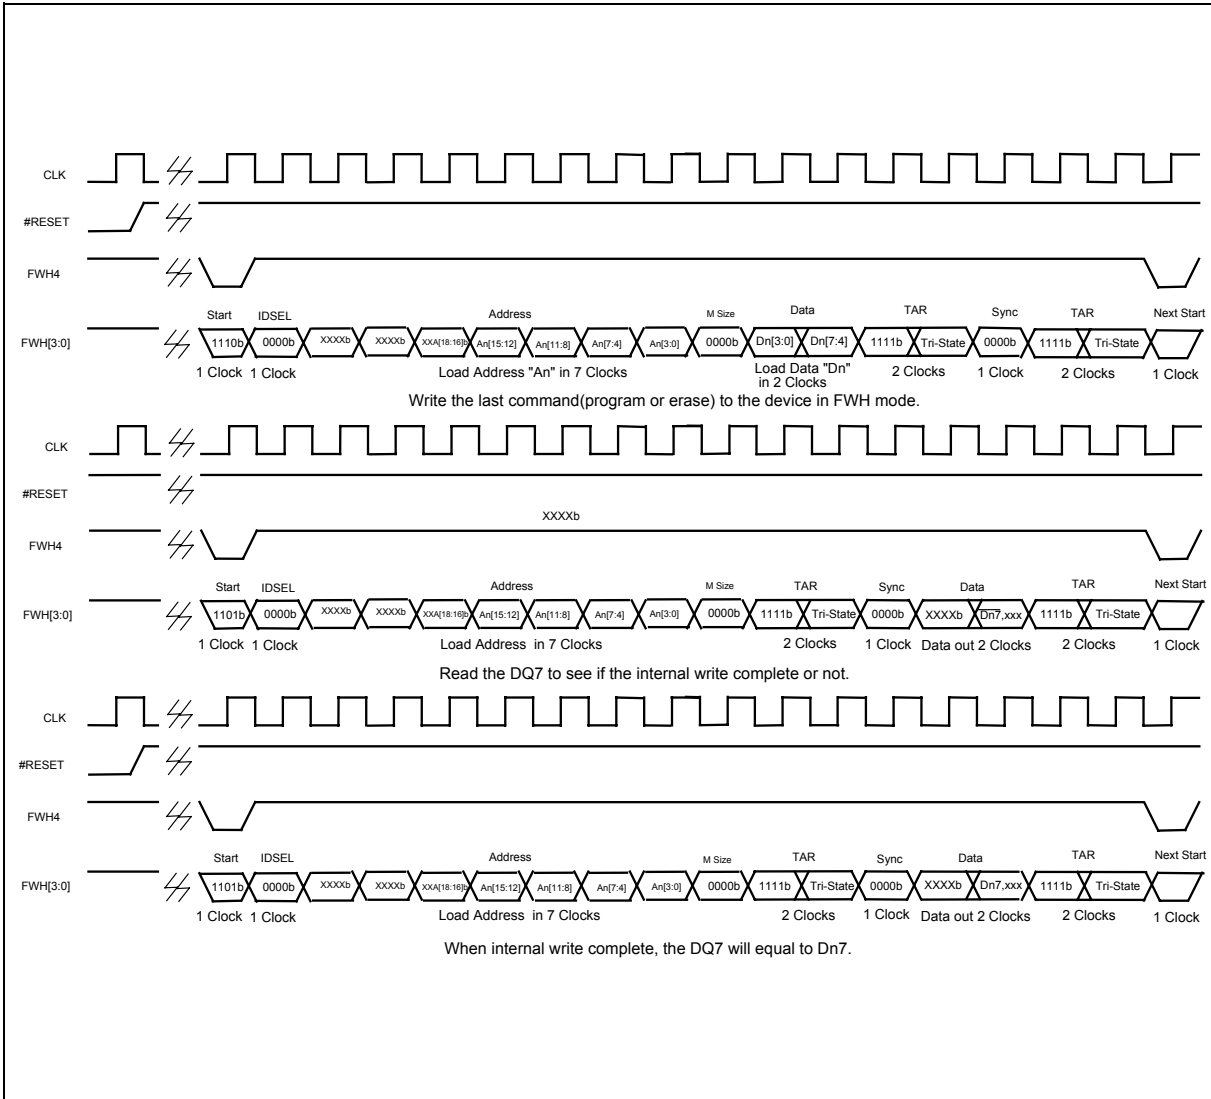 CLK
#RESET
FWH4
Start IDSEL Address M Size Data TAR Sync TAR Next Start
FWH[3:0] 1110b 0000b XXXXb XXXXb XXA[18:16]b An[15:12] An[11:8] An[7:4] An[3:0] 0000b Dn[3:0] Dn[7:4] 1111b Tri-State 0000b 1111b Tri-State
1 Clock 1 Clock Load Address "An" in 7 Clocks Load Data "Dn" 2 Clocks 1 Clock 2 Clocks 1 Clock
in 2 Clocks
Write the last command(program or erase) to the device in FWH mode.
CLK
#RESET
XXXXb
FWH4
Start IDSEL Address M Size TAR Sync Data TAR Next Start
FWH[3:0] 1101b 0000b XXXXb XXXXb XXA[18:16]b An[15:12] An[11:8] An[7:4] An[3:0] 0000b 1111b Tri-State 0000b XXXXb D̅n̅7̅,xxx 1111b Tri-State
1 Clock 1 Clock Load Address in 7 Clocks 2 Clocks 1 Clock Data out 2 Clocks 2 Clocks 1 Clock
Read the DQ7 to see if the internal write complete or not.
CLK
#RESET
FWH4
Start IDSEL Address M Size TAR Sync Data TAR Next Start
FWH[3:0] 1101b 0000b XXXXb XXXXb XXA[18:16]b An[15:12] An[11:8] An[7:4] An[3:0] 0000b 1111b Tri-State 0000b XXXXb Dn7,xxx 1111b Tri-State
1 Clock 1 Clock Load Address in 7 Clocks 2 Clocks 1 Clock Data out 2 Clocks 2 Clocks 1 Clock
When internal write complete, the DQ7 will equal to Dn7.